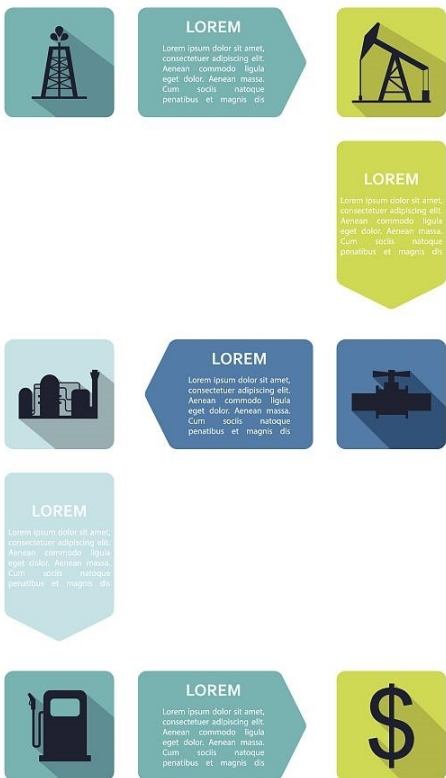 LOREM
Lorem ipsum dolor sit amet,
consectetuer adipiscing elit.
Aenean commodo ligula
eget dolor. Aenean massa.
Cum sociis natoque
penatibus et magnis dis
LOREM
Lorem ipsum dolor sit amet,
consectetuer adipiscing elit.
Aenean commodo ligula
eget dolor. Aenean massa.
Cum sociis natoque
penatibus et magnis dis
LOREM
Lorem ipsum dolor sit amet,
consectetuer adipiscing elit.
Aenean commodo ligula
eget dolor. Aenean massa.
Cum sociis natoque
penatibus et magnis dis
LOREM
Lorem ipsum dolor sit amet,
consectetuer adipiscing elit.
Aenean commodo ligula
eget dolor. Aenean massa.
Cum sociis natoque
penatibus et magnis dis
LOREM
Lorem ipsum dolor sit amet,
consectetuer adipiscing elit.
Aenean commodo ligula
eget dolor. Aenean massa.
Cum sociis natoque
penatibus et magnis dis
$